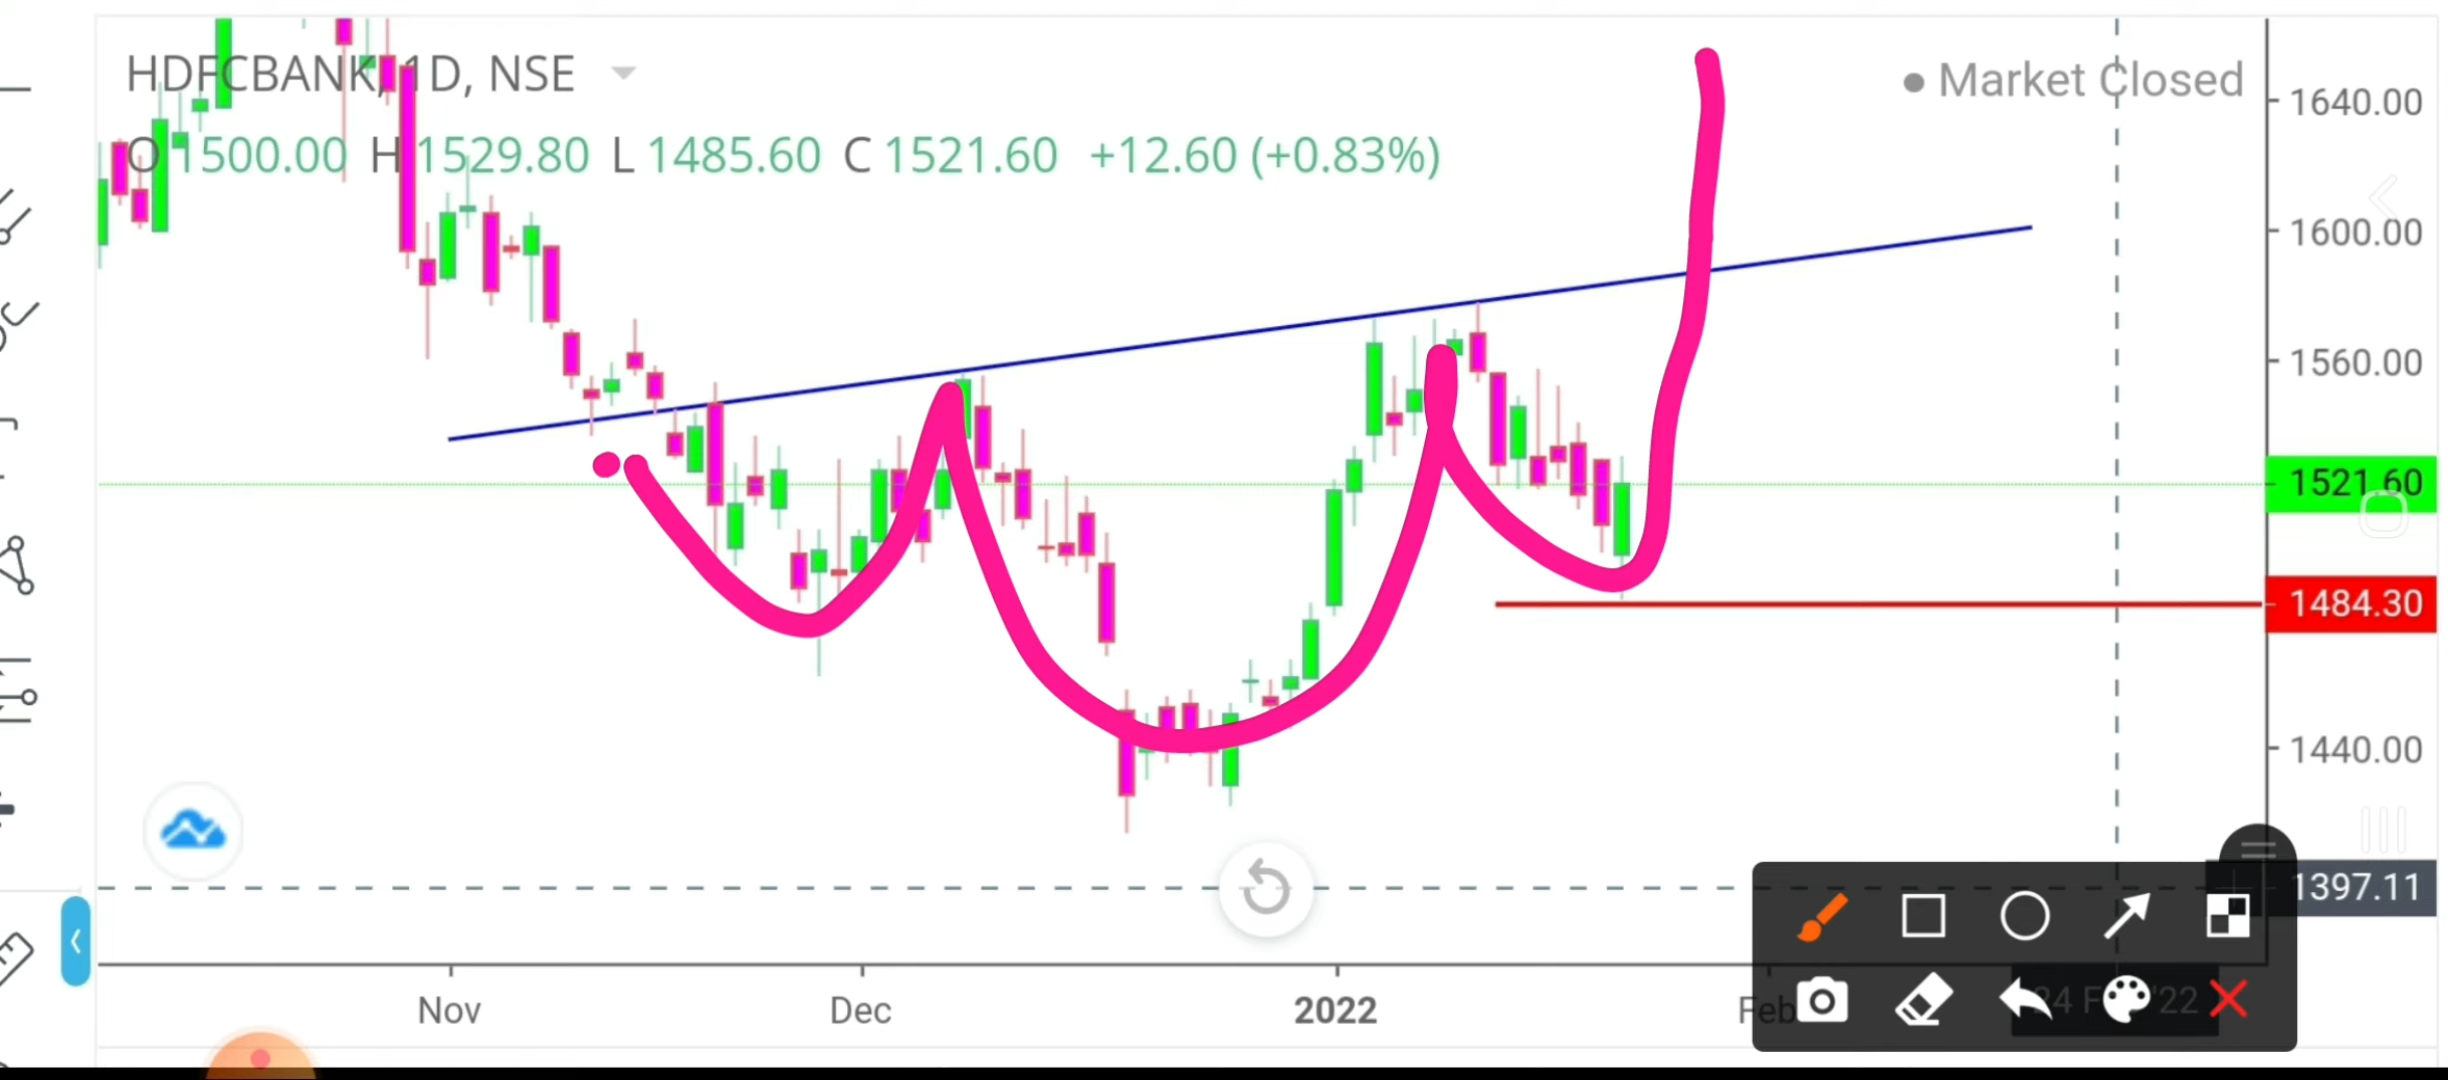 HDFCBANK, 1D, NSE
Market Closed
O 1500.00 H 1529.80 L 1485.60 C 1521.60 +12.60 (+0.83%)
1640.00
1600.00
1560.00
1521.60
1484.30
1440.00
1397.11
Nov Dec 2022 Feb
'22